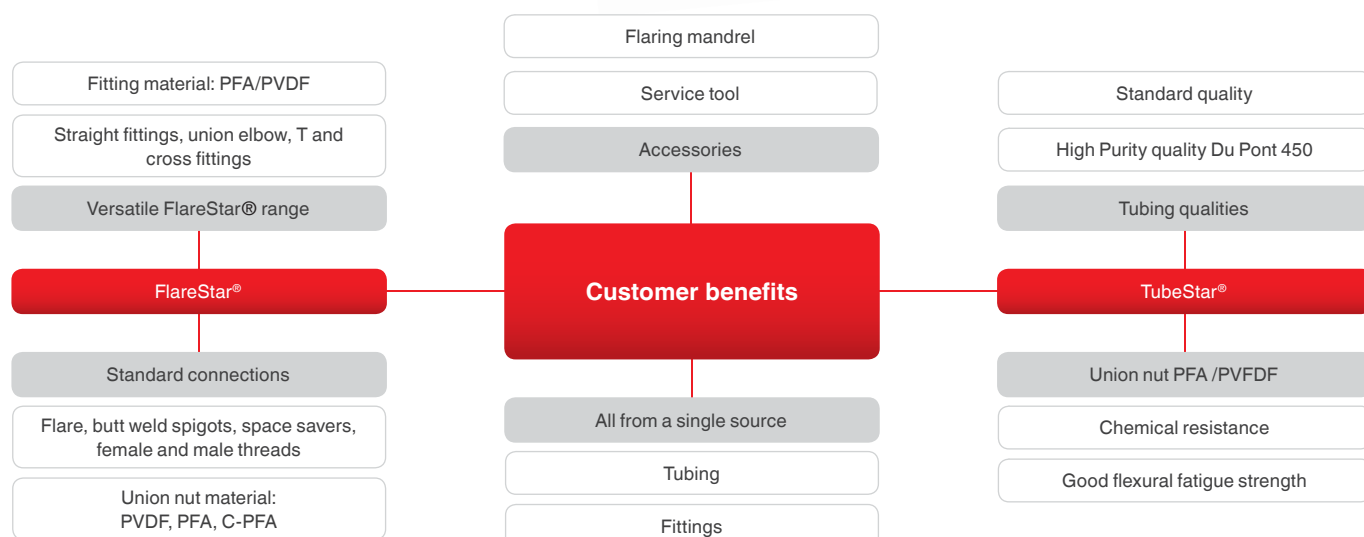 Fitting material: PFA/PVDF
Straight fittings, union elbow, T and
cross fittings
Versatile FlareStar® range
FlareStar®
Standard connections
Flare, butt weld spigots, space savers,
female and male threads
Union nut material:
PVDF, PFA, C-PFA
Flaring mandrel
Service tool
Accessories
Customer benefits
All from a single source
Tubing
Fittings
Standard quality
High Purity quality Du Pont 450
Tubing qualities
TubeStar®
Union nut PFA /PVFDF
Chemical resistance
Good flexural fatigue strength